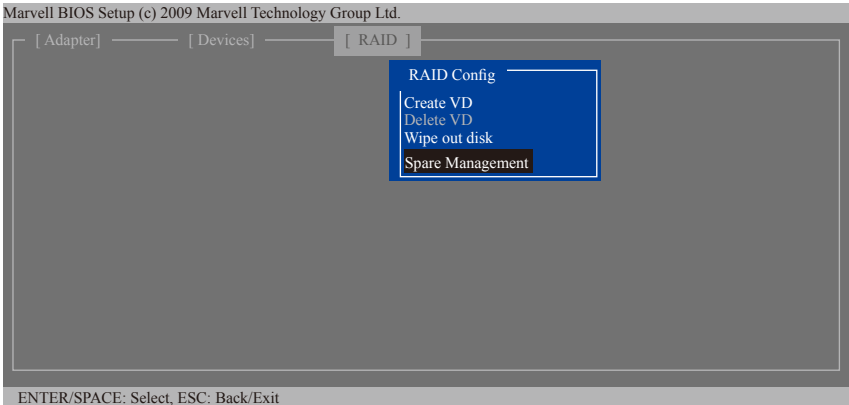 Marvell BIOS Setup (c) 2009 Marvell Technology Group Ltd.
[ Adapter] [ Devices] [ RAID ]
RAID Config
Create VD
Delete VD
Wipe out disk
Spare Management
ENTER/SPACE: Select, ESC: Back/Exit